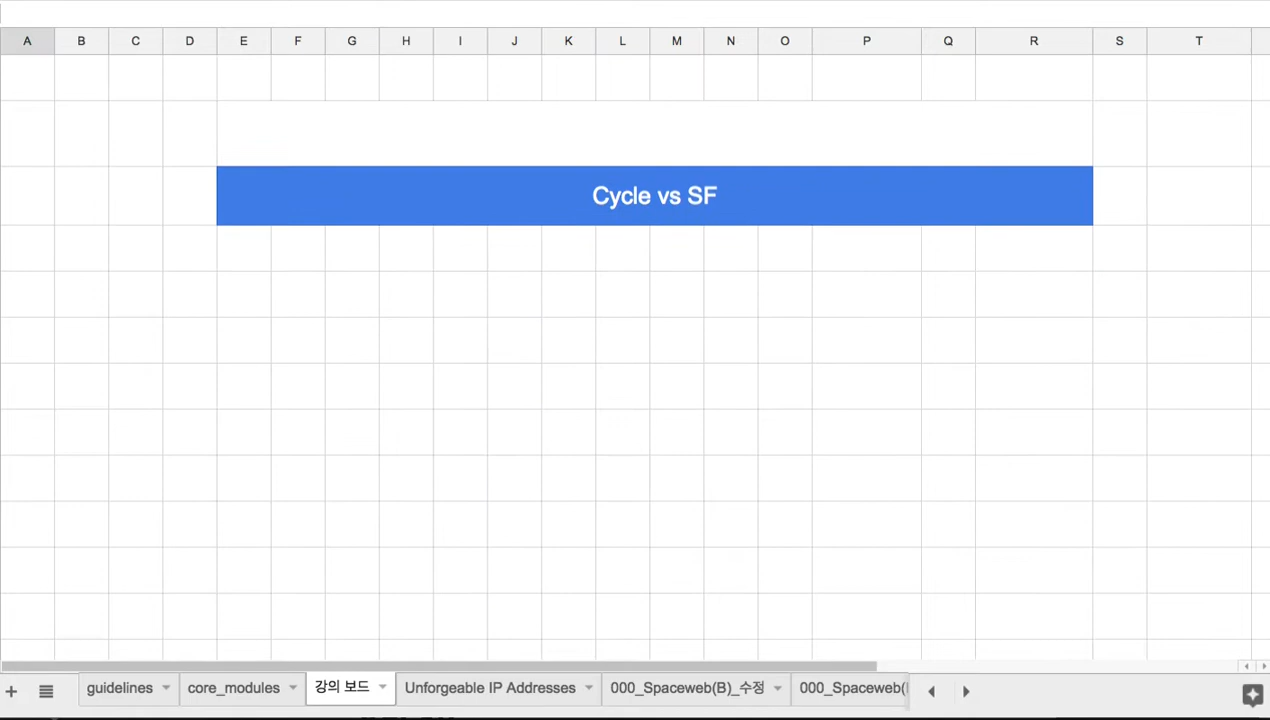 A B C D E F G H I J K L M N O P Q R S T
Cycle vs SF
guidelines core_modules 강의 보드 Unforgeable IP Addresses 000_Spaceweb(B)_수정 000_Spaceweb(